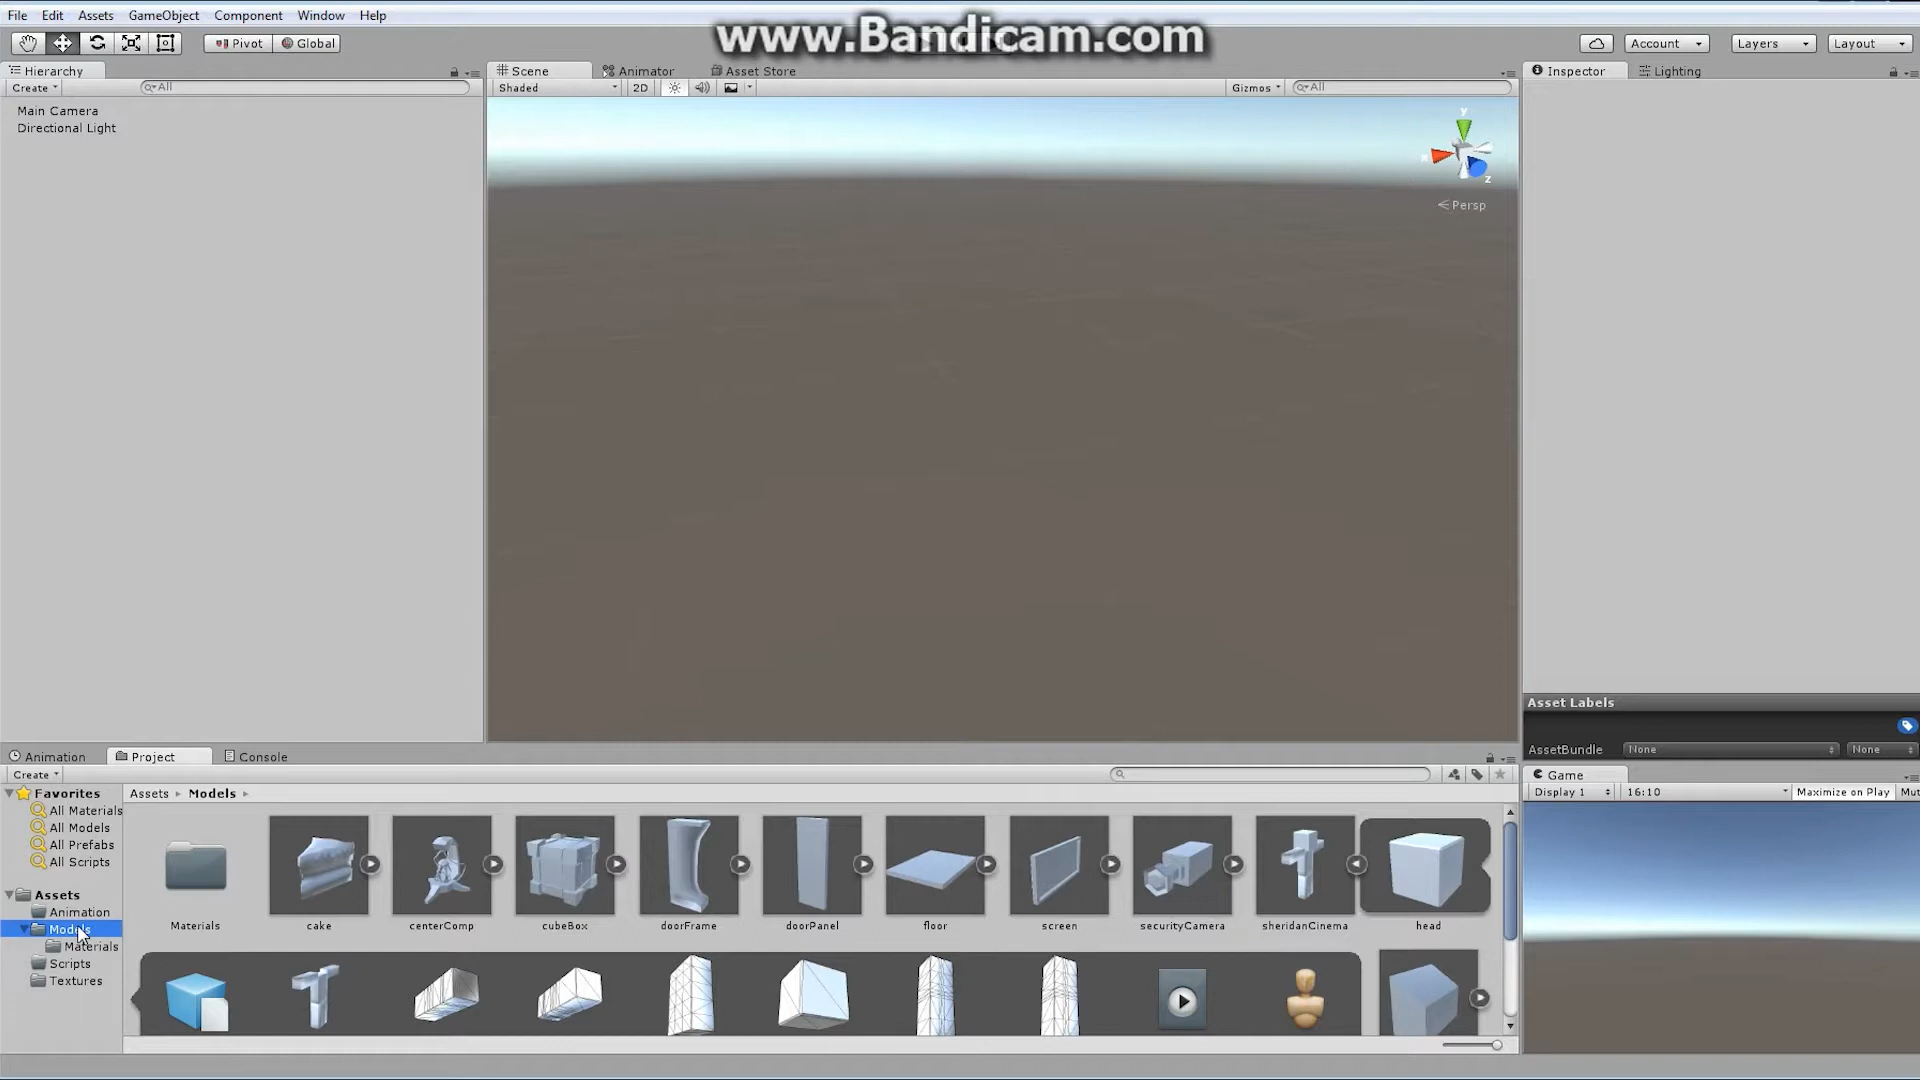 File Edit Assets GameObject Component Window Help
www.Bandicam.com
Pivot Global Account Layers Layout
Hierarchy
Create All
Main Camera
Directional Light
Scene Animator Asset Store
Shaded 2D Gizmos All
y
x
z
Persp
Inspector Lighting
Asset Labels
AssetBundle None None
Animation Project Console
Create
Favorites
All Materials
All Models
All Prefabs
All Scripts
Assets
Animation
Models
Materials
Scripts
Textures
Assets Models
Materials cake centerComp cubeBox doorFrame doorPanel floor screen securityCamera sheridanCinema head
Game
Display 1 16:10 Maximize on Play Mut